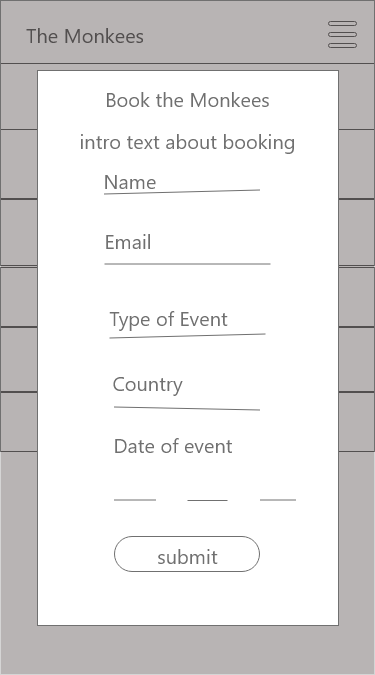 The Monkees
Book the Monkees
intro text about booking
Name
Email
Type of Event
Country
Date of event
submit